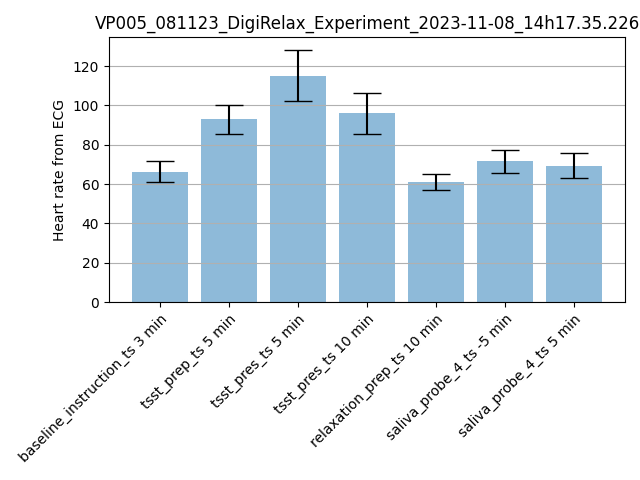 VP005_081123_DigiRelax_Experiment_2023-11-08_14h17.35.226
Heart rate from ECG
120
100
80
60
40
20
0
baseline_instruction_ts 3 min
tsst_prep_ts 5 min
tsst_pres_ts 5 min
tsst_pres_ts 10 min
relaxation_prep_ts 10 min
saliva_probe_4_ts -5 min
saliva_probe_4_ts 5 min